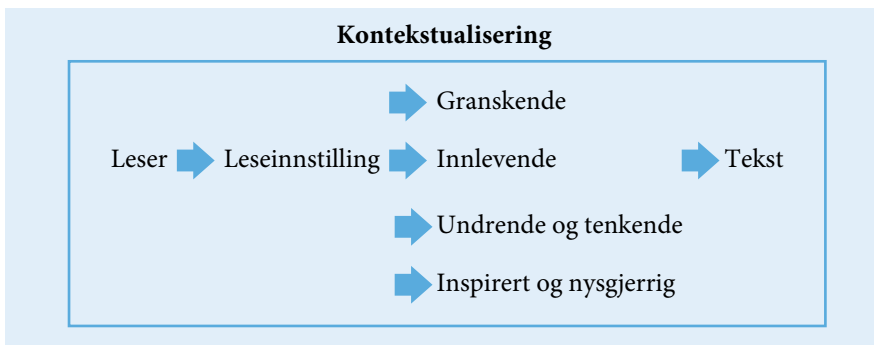 Kontekstualisering
Granskende
Leser Leseinnstilling Innlevende Tekst
Undrende og tenkende
Inspirert og nysgjerrig